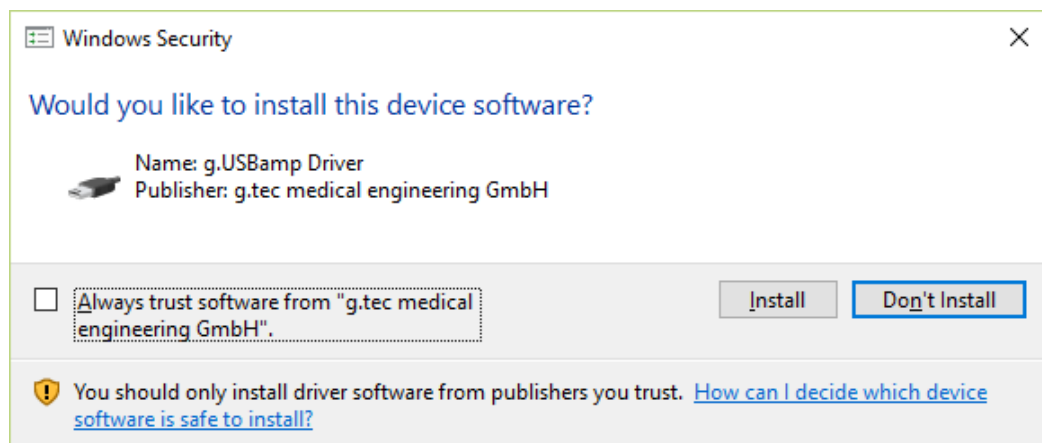 Windows Security
Would you like to install this device software?
Name: g.USBamp Driver
Publisher: g.tec medical engineering GmbH
Always trust software from "g.tec medical
engineering GmbH".
Install
Don't Install
You should only install driver software from publishers you trust. How can I decide which device
software is safe to install?